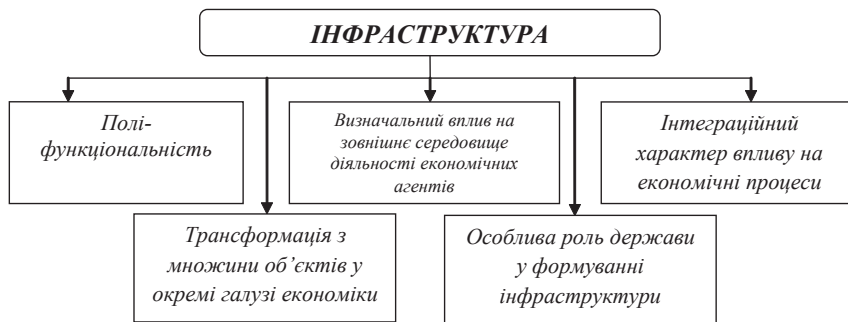 ІНФРАСТРУКТУРА
Полі-
функціональність
Визначальний вплив на
зовнішнє середовище
діяльності економічних
агентів
Інтеграційний
характер впливу на
економічні процеси
Трансформація з
множини об’єктів у
окремі галузі економіки
Особлива роль держави
у формуванні
інфраструктури